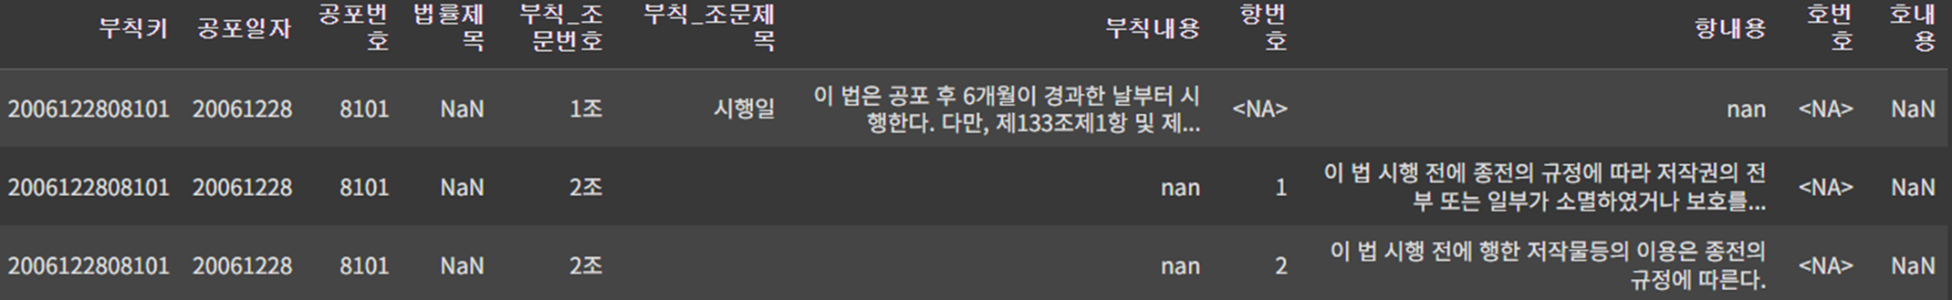 부칙키 공포일자 공포번호 법률제목 부칙_조문번호 부칙_조문제목 부칙내용 항번호 항내용 호번호 호내용
2006122808101 20061228 8101 NaN 1조 시행일 이 법은 공포 후 6개월이 경과한 날부터 시행한다. 다만, 제133조제1항 및 제... <NA> nan <NA> NaN
2006122808101 20061228 8101 NaN 2조 nan 1 이 법 시행 전에 종전의 규정에 따라 저작권의 전부 또는 일부가 소멸하였거나 보호를... <NA> NaN
2006122808101 20061228 8101 NaN 2조 nan 2 이 법 시행 전에 행한 저작물등의 이용은 종전의 규정에 따른다. <NA> NaN